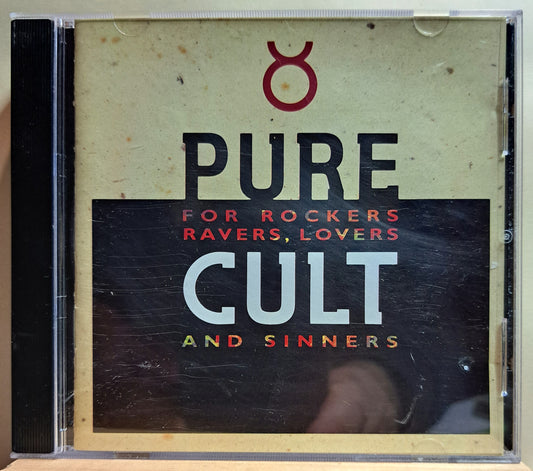 PURE
FOR ROCKERS
RAVERS, LOVERS
CULT
AND SINNERS